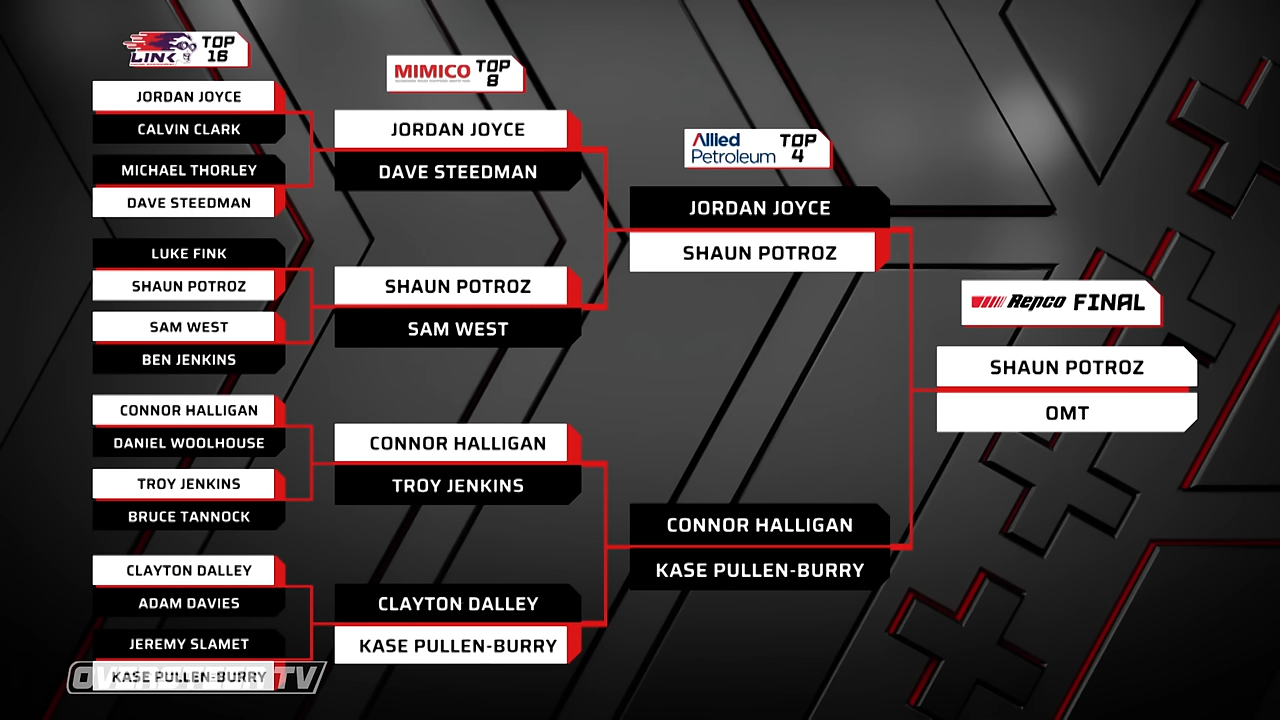 LINK
TOP
16
JORDAN JOYCE
CALVIN CLARK
MICHAEL THORLEY
DAVE STEEDMAN
LUKE FINK
SHAUN POTROZ
SAM WEST
BEN JENKINS
CONNOR HALLIGAN
DANIEL WOOLHOUSE
TROY JENKINS
BRUCE TANNOCK
CLAYTON DALLEY
ADAM DAVIES
JEREMY SLAMET
KASE PULLEN-BURRY
MIMICO
TOP
8
JORDAN JOYCE
DAVE STEEDMAN
SHAUN POTROZ
SAM WEST
CONNOR HALLIGAN
TROY JENKINS
CLAYTON DALLEY
KASE PULLEN-BURRY
Allied
Petroleum
TOP
4
JORDAN JOYCE
SHAUN POTROZ
CONNOR HALLIGAN
KASE PULLEN-BURRY
Repco FINAL
SHAUN POTROZ
OMT
TV